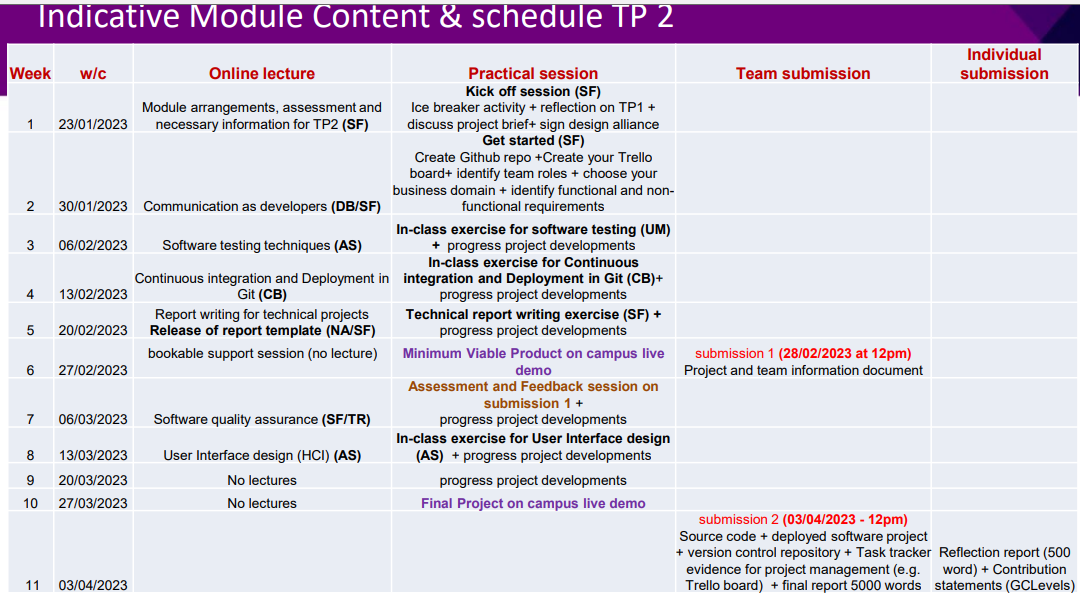 Indicative Module Content & schedule TP 2
Week
w/c
Online lecture
Practical session
Team submission
Individual
submission
1
23/01/2023
Module arrangements, assessment and
necessary information for TP2 (SF)
Kick off session (SF)
Ice breaker activity + reflection on TP1 +
discuss project brief+ sign design alliance
2
30/01/2023
Communication as developers (DB/SF)
Get started (SF)
Create Github repo +Create your Trello
board+ identify team roles + choose your
business domain + identify functional and non-
functional requirements
3
06/02/2023
Software testing techniques (AS)
In-class exercise for software testing (UM)
+ progress project developments
4
13/02/2023
Continuous integration and Deployment in
Git (CB)
In-class exercise for Continuous
integration and Deployment in Git (CB)+
progress project developments
5
20/02/2023
Report writing for technical projects
Release of report template (NA/SF)
Technical report writing exercise (SF) +
progress project developments
6
27/02/2023
bookable support session (no lecture)
Minimum Viable Product on campus live
demo
submission 1 (28/02/2023 at 12pm)
Project and team information document
7
06/03/2023
Software quality assurance (SF/TR)
Assessment and Feedback session on
submission 1 +
progress project developments
8
13/03/2023
User Interface design (HCI) (AS)
In-class exercise for User Interface design
(AS) + progress project developments
9
20/03/2023
No lectures
progress project developments
10
27/03/2023
No lectures
Final Project on campus live demo
11
03/04/2023
submission 2 (03/04/2023 - 12pm)
Source code + deployed software project
+ version control repository + Task tracker
evidence for project management (e.g.
Trello board) + final report 5000 words
Reflection report (500
word) + Contribution
statements (GCLevels)